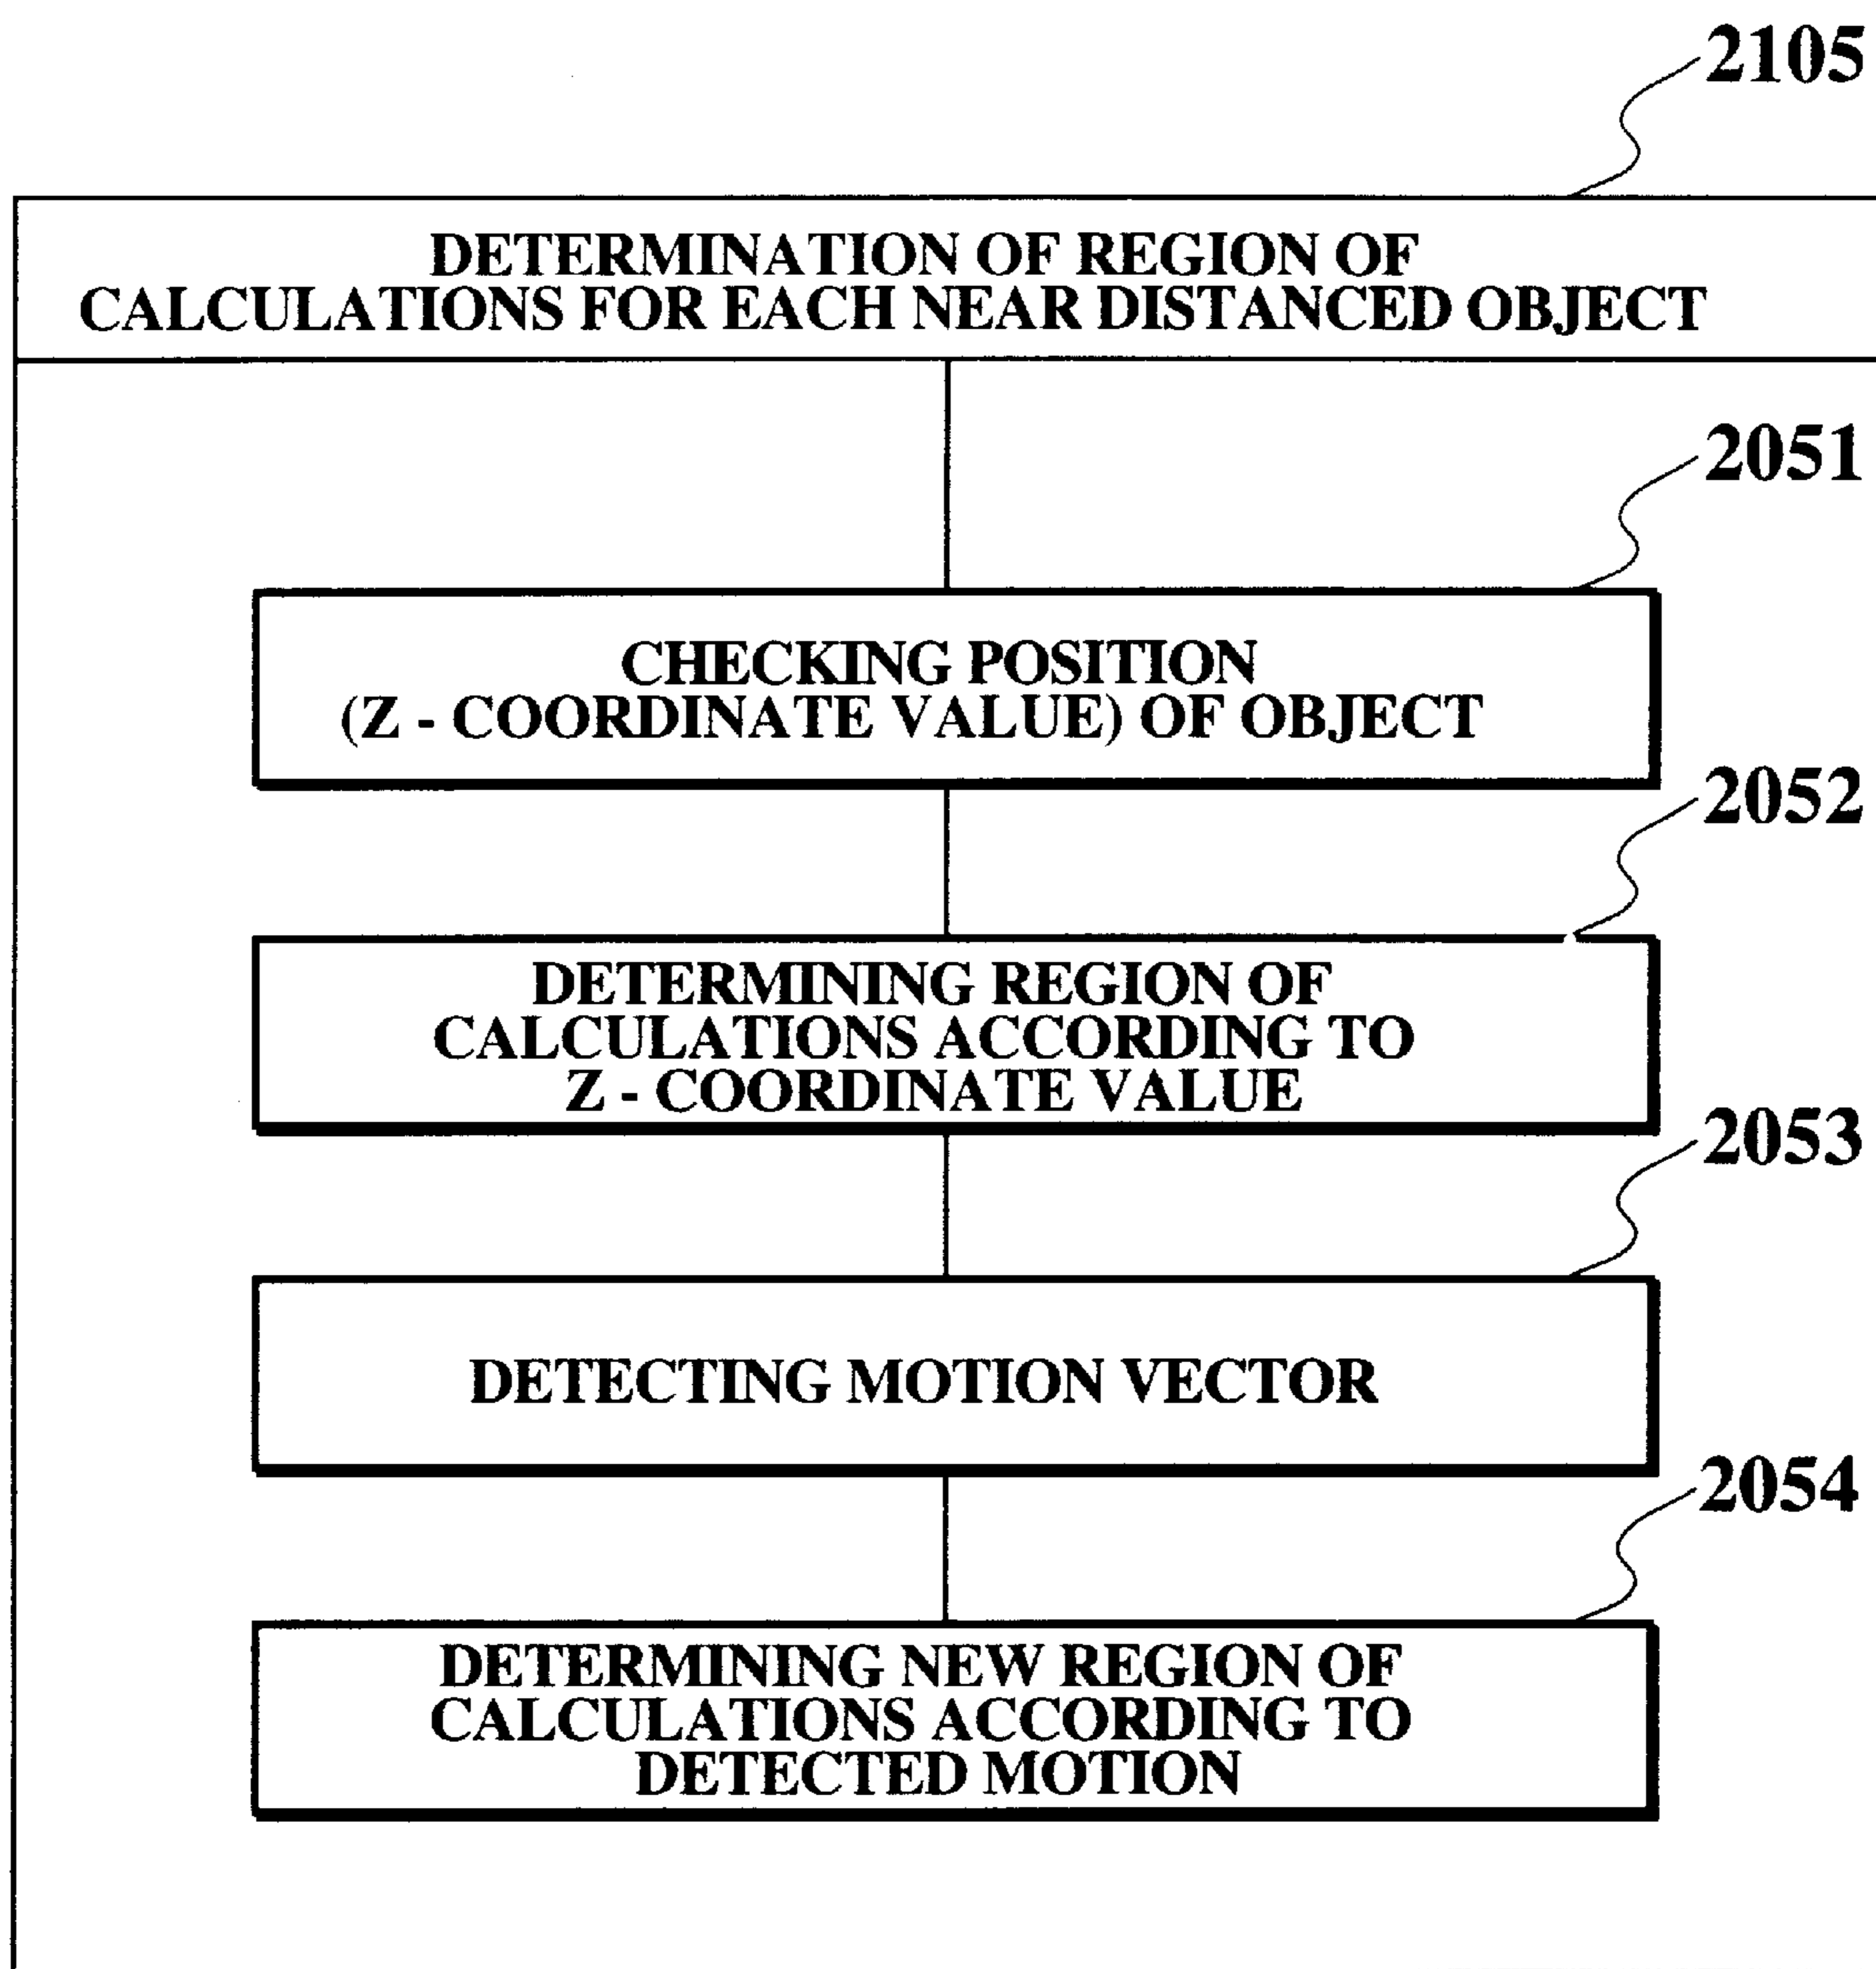 2105
DETERMINATION OF REGION OF
CALCULATIONS FOR EACH NEAR DISTANCED OBJECT
2051
CHECKING POSITION
(Z - COORDINATE VALUE) OF OBJECT
2052
DETERMINING REGION OF
CALCULATIONS ACCORDING TO
Z - COORDINATE VALUE
2053
DETECTING MOTION VECTOR
2054
DETERMINING NEW REGION OF
CALCULATIONS ACCORDING TO
DETECTED MOTION